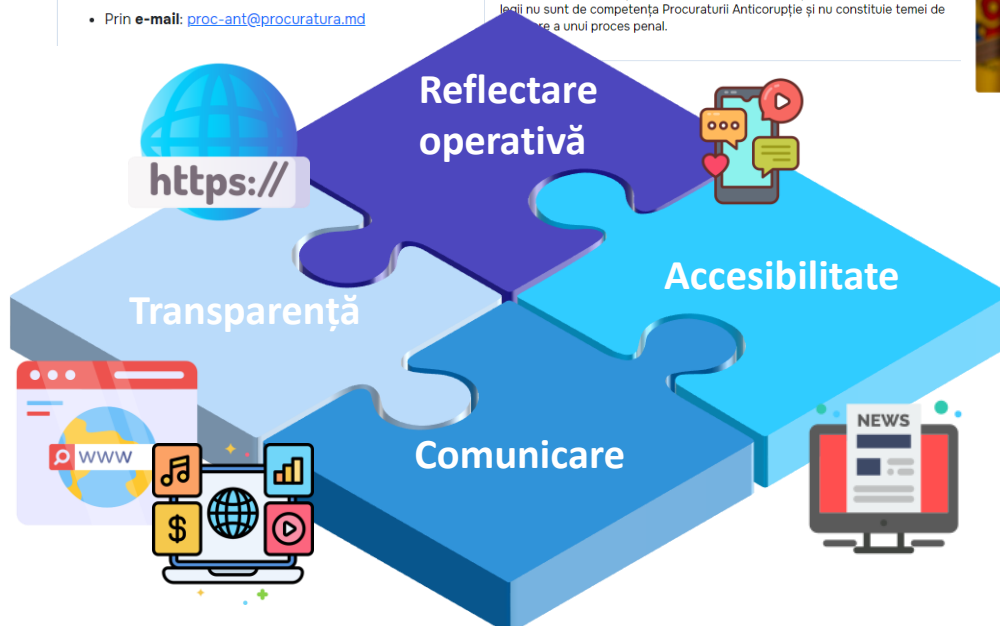 • Prin e-mail: proc-ant@procuratura.md
legii nu sunt de competența Procuraturii Anticorupție și nu constituie temei de
a unui proces penal.
Reflectare
operativă
https://
Accesibilitate
Transparență
www
NEWS
$
Comunicare